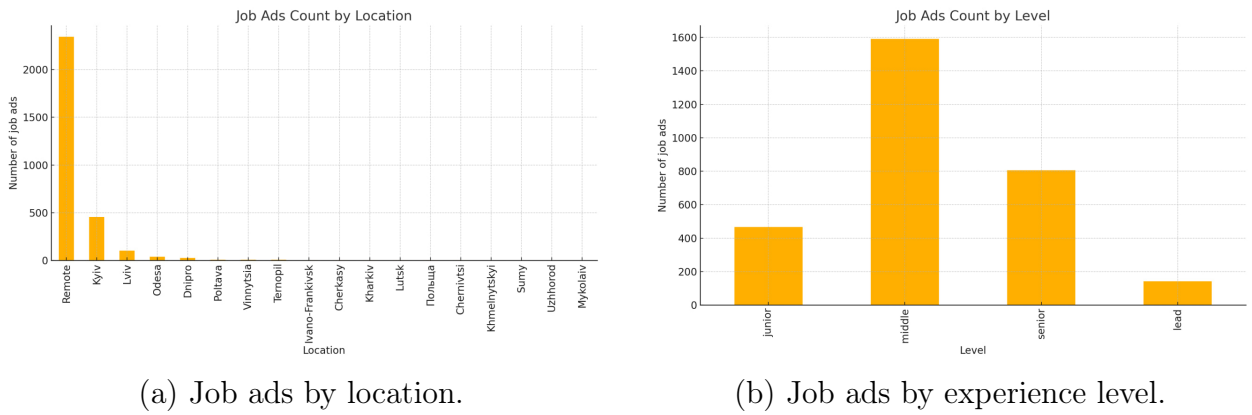 Job Ads Count by Location
Number of job ads
2000
1500
1000
500
0
Remote
Kyiv
Lviv
Odesa
Dnipro
Poltava
Vinnytsia
Ternopil
Ivano-Frankivsk
Cherkasy
Kharkiv
Lutsk
Польща
Chernivtsi
Khmelnytskyi
Sumy
Uzhhorod
Mykolaiv
Location
(a) Job ads by location.
Job Ads Count by Level
Number of job ads
1600
1400
1200
1000
800
600
400
200
0
junior
middle
senior
lead
Level
(b) Job ads by experience level.